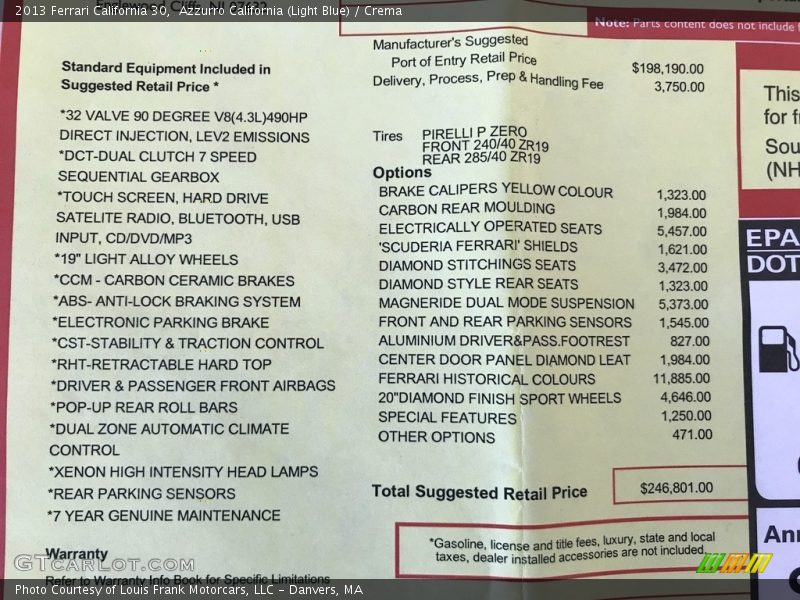 2013 Ferrari California 30, Azzurro California (Light Blue) / Crema
Englewood Cliffs, NJ 07632
Note: Parts content does not include f
Standard Equipment Included in
Suggested Retail Price *
*32 VALVE 90 DEGREE V8(4.3L)490HP
DIRECT INJECTION, LEV2 EMISSIONS
*DCT-DUAL CLUTCH 7 SPEED
SEQUENTIAL GEARBOX
*TOUCH SCREEN, HARD DRIVE
SATELITE RADIO, BLUETOOTH, USB
INPUT, CD/DVD/MP3
*19" LIGHT ALLOY WHEELS
*CCM - CARBON CERAMIC BRAKES
*ABS- ANTI-LOCK BRAKING SYSTEM
*ELECTRONIC PARKING BRAKE
*CST-STABILITY & TRACTION CONTROL
*RHT-RETRACTABLE HARD TOP
*DRIVER & PASSENGER FRONT AIRBAGS
*POP-UP REAR ROLL BARS
*DUAL ZONE AUTOMATIC CLIMATE
CONTROL
*XENON HIGH INTENSITY HEAD LAMPS
*REAR PARKING SENSORS
*7 YEAR GENUINE MAINTENANCE
Warranty
Refer to Warranty Info Book for Specific Limitations
Manufacturer's Suggested
Port of Entry Retail Price $198,190.00
Delivery, Process, Prep & Handling Fee 3,750.00
Tires PIRELLI P ZERO
FRONT 240/40 ZR19
REAR 285/40 ZR19
Options
BRAKE CALIPERS YELLOW COLOUR 1,323.00
CARBON REAR MOULDING 1,984.00
ELECTRICALLY OPERATED SEATS 5,457.00
'SCUDERIA FERRARI' SHIELDS 1,621.00
DIAMOND STITCHINGS SEATS 3,472.00
DIAMOND STYLE REAR SEATS 1,323.00
MAGNERIDE DUAL MODE SUSPENSION 5,373.00
FRONT AND REAR PARKING SENSORS 1,545.00
ALUMINIUM DRIVER&PASS.FOOTREST 827.00
CENTER DOOR PANEL DIAMOND LEAT 1,984.00
FERRARI HISTORICAL COLOURS 11,885.00
20"DIAMOND FINISH SPORT WHEELS 4,646.00
SPECIAL FEATURES 1,250.00
OTHER OPTIONS 471.00
Total Suggested Retail Price $246,801.00
*Gasoline, license and title fees, luxury, state and local
taxes, dealer installed accessories are not included.
This
for f
Sou
(NH
EPA
DOT
Ann
GTCarLot.com
Photo Courtesy of Louis Frank Motorcars, LLC - Danvers, MA